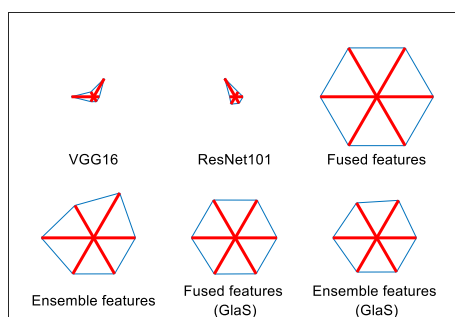 VGG16
ResNet101
Fused features
Ensemble features
Fused features
(GlaS)
Ensemble features
(GlaS)